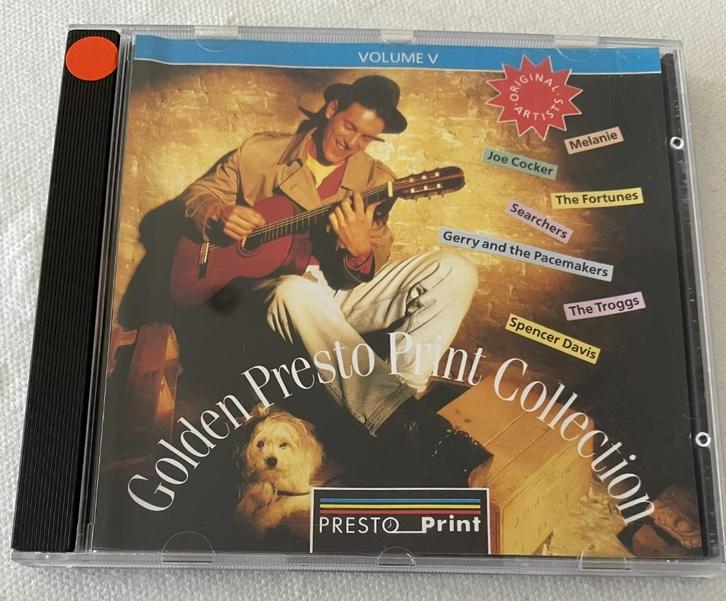 VOLUME V
ORIGINAL
ARTISTS
Melanie
Joe Cocker
The Fortunes
Searchers
Gerry and the Pacemakers
The Troggs
Spencer Davis
Golden Presto Print Collection
PRESTO Print